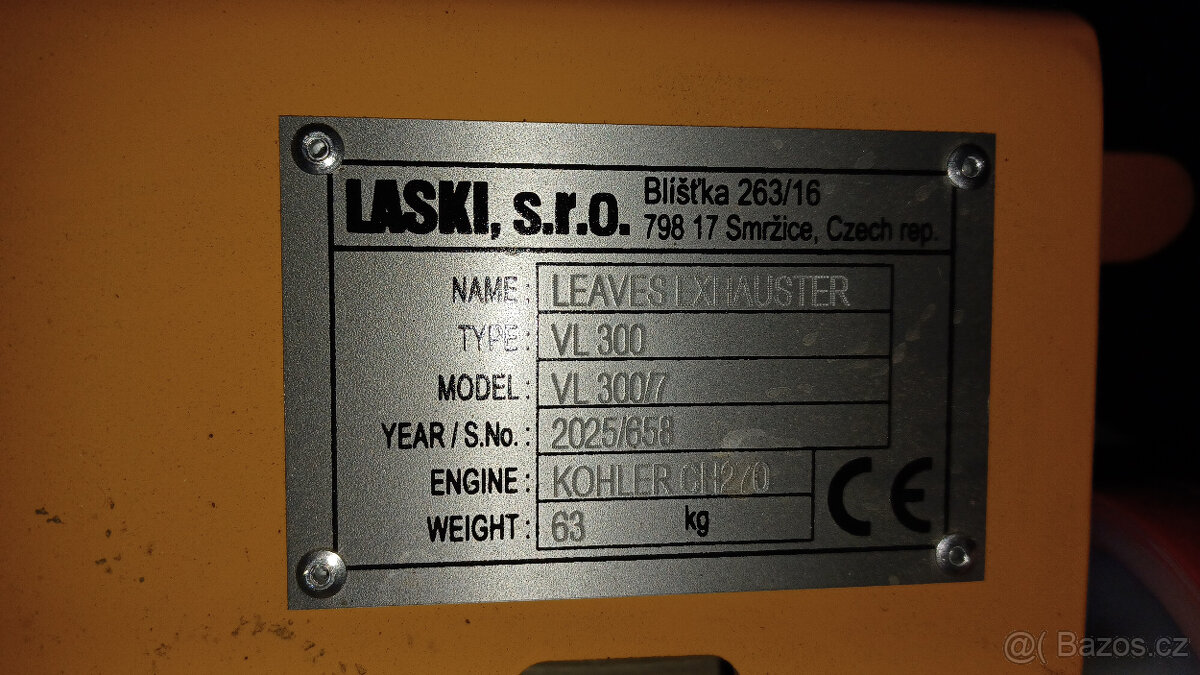 LASKI, s.r.o. Blíšťka 263/16
798 17 Smržice, Czech rep.
NAME: LEAVES EXHAUSTER
TYPE: VL 300
MODEL: VL 300/7
YEAR / S.No.: 2025/658
ENGINE: KOHLER CH270
WEIGHT: 63 kg
CE
@( Bazos.cz